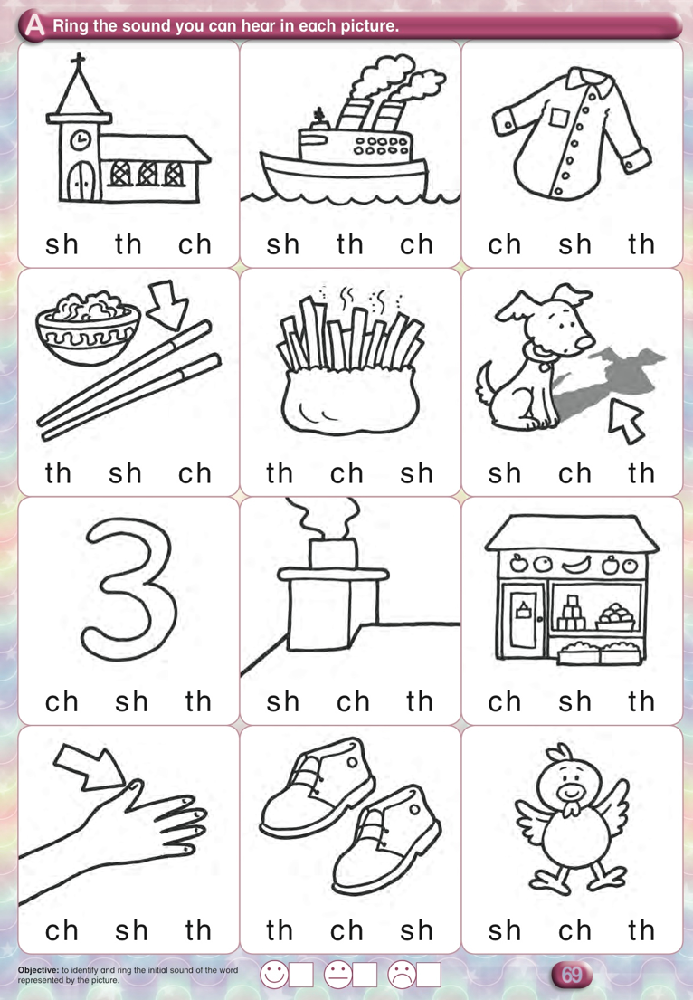 A Ring the sound you can hear in each picture.
sh th ch
sh th ch
ch sh th
th sh ch
th ch sh
sh ch th
3
ch sh th
sh ch th
ch sh th
ch sh th
th ch sh
sh ch th
Objective: to identify and ring the initial sound of the word
represented by the picture.
69